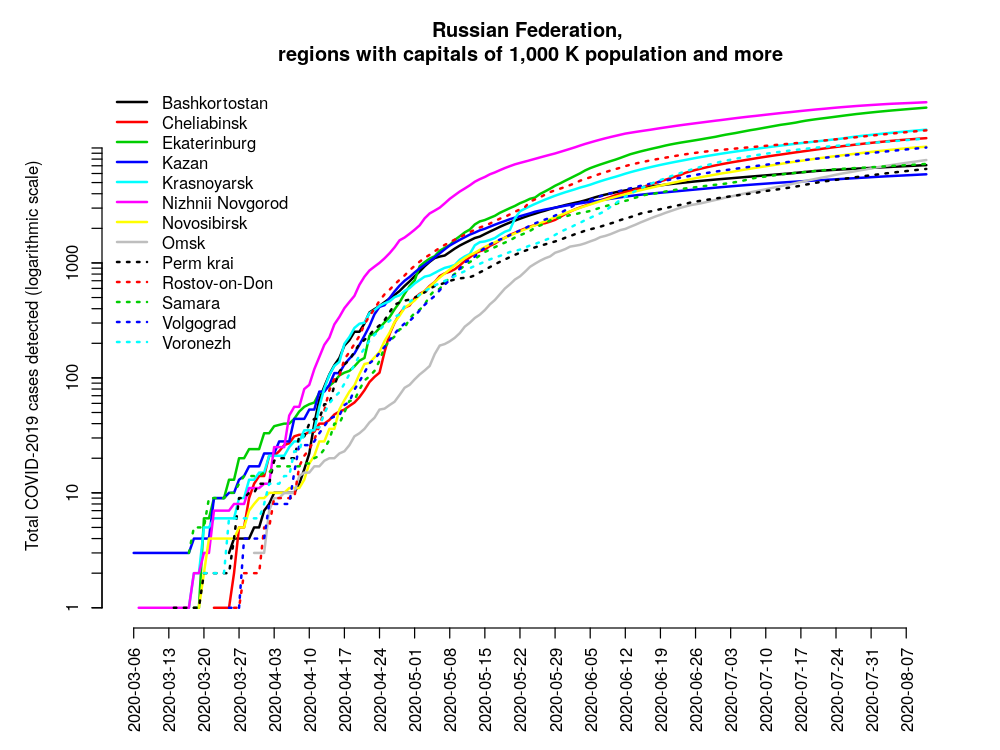 Russian Federation,
regions with capitals of 1,000 K population and more
Bashkortostan
Cheliabinsk
Ekaterinburg
Kazan
Krasnoyarsk
Nizhnii Novgorod
Novosibirsk
Omsk
Perm krai
Rostov-on-Don
Samara
Volgograd
Voronezh
Total COVID-2019 cases detected (logarithmic scale)
1000
100
10
1
2020-03-06
2020-03-13
2020-03-20
2020-03-27
2020-04-03
2020-04-10
2020-04-17
2020-04-24
2020-05-01
2020-05-08
2020-05-15
2020-05-22
2020-05-29
2020-06-05
2020-06-12
2020-06-19
2020-06-26
2020-07-03
2020-07-10
2020-07-17
2020-07-24
2020-07-31
2020-08-07